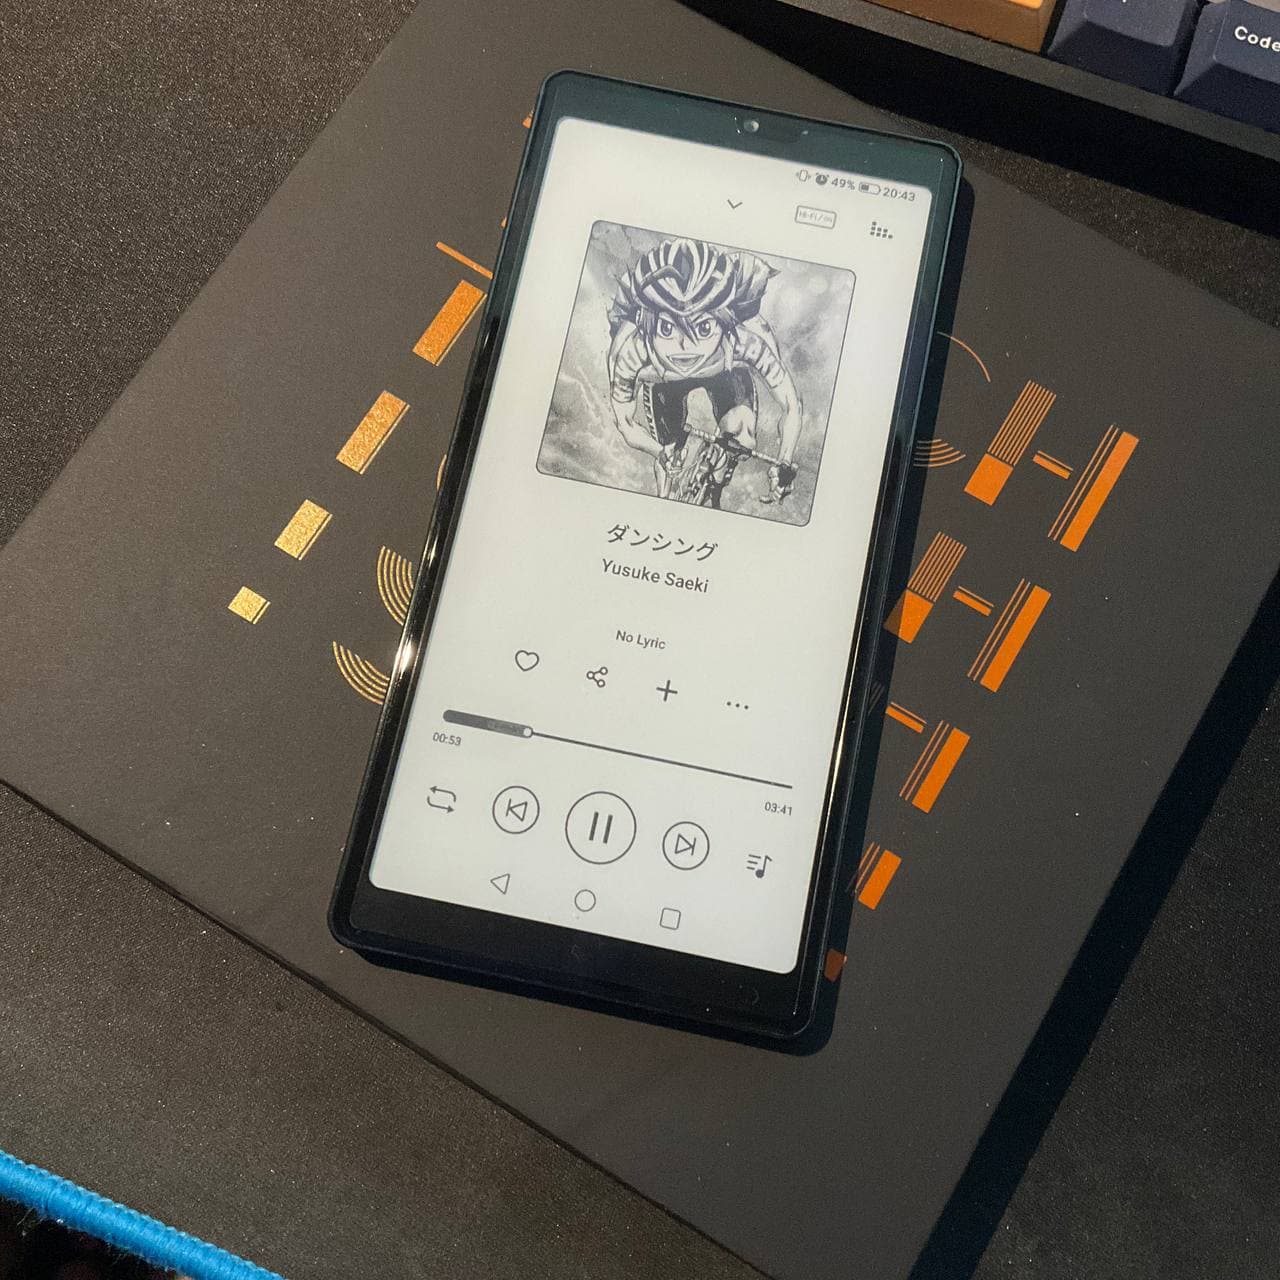 Code
49% 20:43
ダンシング
Yusuke Saeki
No Lyric
00:53
03:41